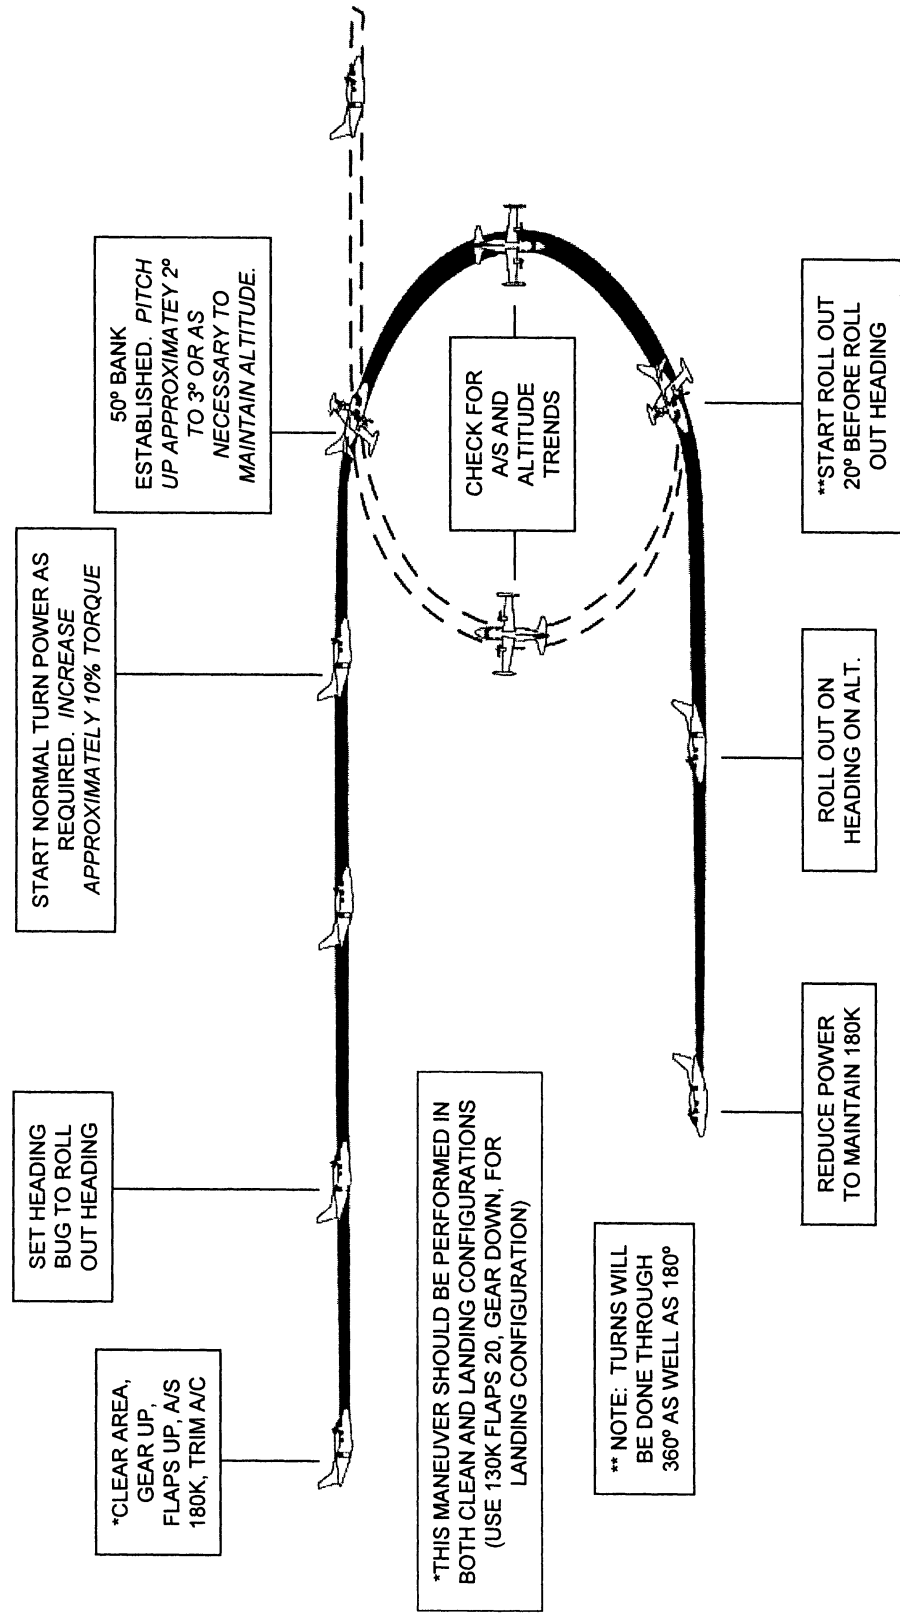 *CLEAR AREA,
GEAR UP,
FLAPS UP, A/S
180K, TRIM A/C
SET HEADING
BUG TO ROLL
OUT HEADING
START NORMAL TURN POWER AS
REQUIRED. INCREASE
APPROXIMATELY 10% TORQUE
50º BANK
ESTABLISHED. PITCH
UP APPROXIMATEY 2º
TO 3º OR AS
NECESSARY TO
MAINTAIN ALTITUDE.
CHECK FOR
A/S AND
ALTITUDE
TRENDS
**START ROLL OUT
20º BEFORE ROLL
OUT HEADING
ROLL OUT ON
HEADING ON ALT.
REDUCE POWER
TO MAINTAIN 180K
*THIS MANEUVER SHOULD BE PERFORMED IN
BOTH CLEAN AND LANDING CONFIGURATIONS
(USE 130K FLAPS 20, GEAR DOWN, FOR
LANDING CONFIGURATION)
** NOTE: TURNS WILL
BE DONE THROUGH
360º AS WELL AS 180º